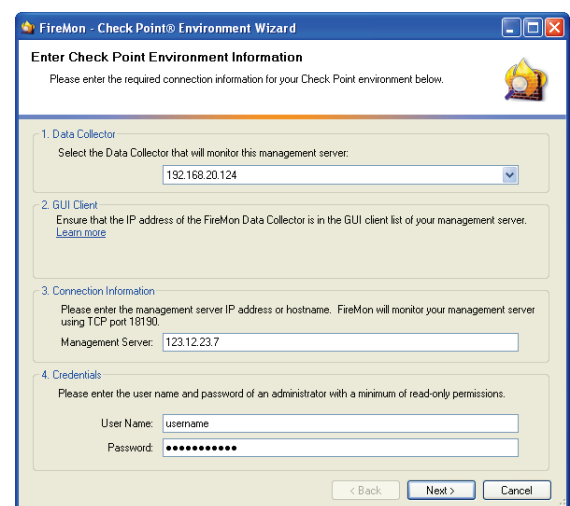 FireMon - Check Point® Environment Wizard
Enter Check Point Environment Information
Please enter the required connection information for your Check Point environment below.
1. Data Collector
Select the Data Collector that will monitor this management server:
192.168.20.124
2. GUI Client
Ensure that the IP address of the FireMon Data Collector is in the GUI client list of your management server.
Learn more
3. Connection Information
Please enter the management server IP address or hostname. FireMon will monitor your management server
using TCP port 18190.
Management Server: 123.12.23.7
4. Credentials
Please enter the user name and password of an administrator with a minimum of read-only permissions.
User Name: username
Password: ●●●●●●●●●●●
< Back Next > Cancel